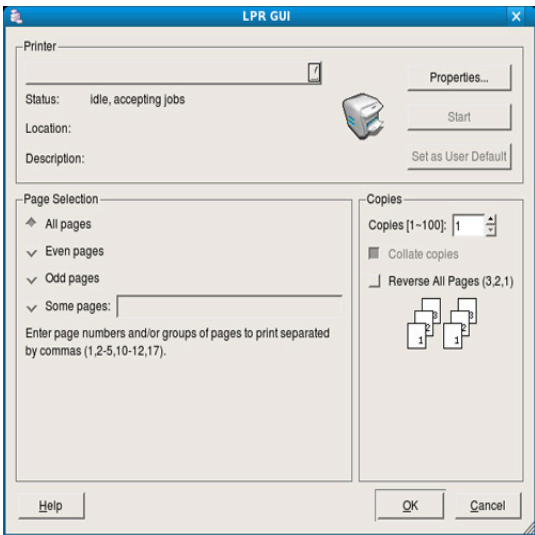 LPR GUI
Printer
Properties...
Status: idle, accepting jobs
Start
Location:
Description:
Set as User Default
Page Selection
All pages
Even pages
Odd pages
Some pages:
Enter page numbers and/or groups of pages to print separated
by commas (1,2-5,10-12,17).
Copies
Copies [1~100]: 1
Collate copies
Reverse All Pages (3,2,1)
3 3
2 2
1 1
Help
OK
Cancel